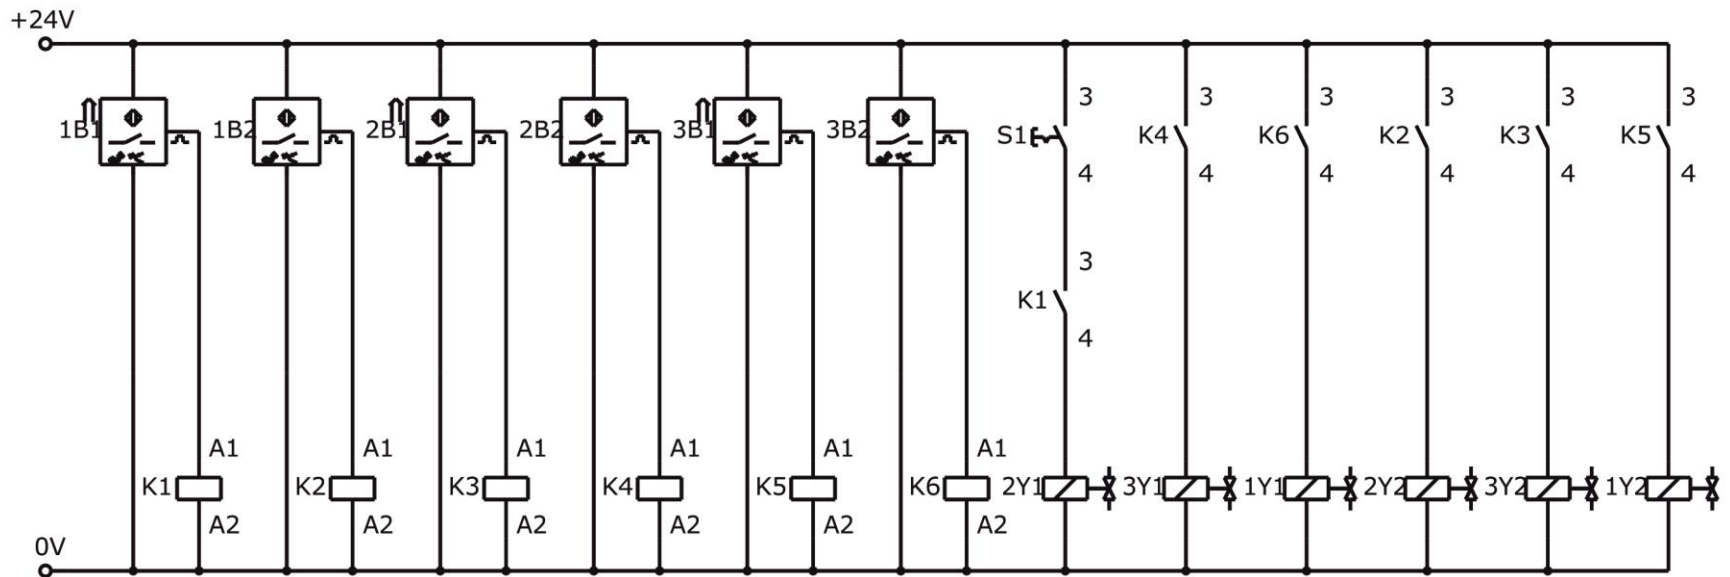 +24V
3 3 3 3 3 3
1B1 1B2 2B1 2B2 3B1 3B2 S1 K4 K6 K2 K3 K5
4 4 4 4 4 4
3
K1
4
A1 A1 A1 A1 A1 A1
K1 K2 K3 K4 K5 K6 2Y1 3Y1 1Y1 2Y2 3Y2 1Y2
A2 A2 A2 A2 A2 A2
0V